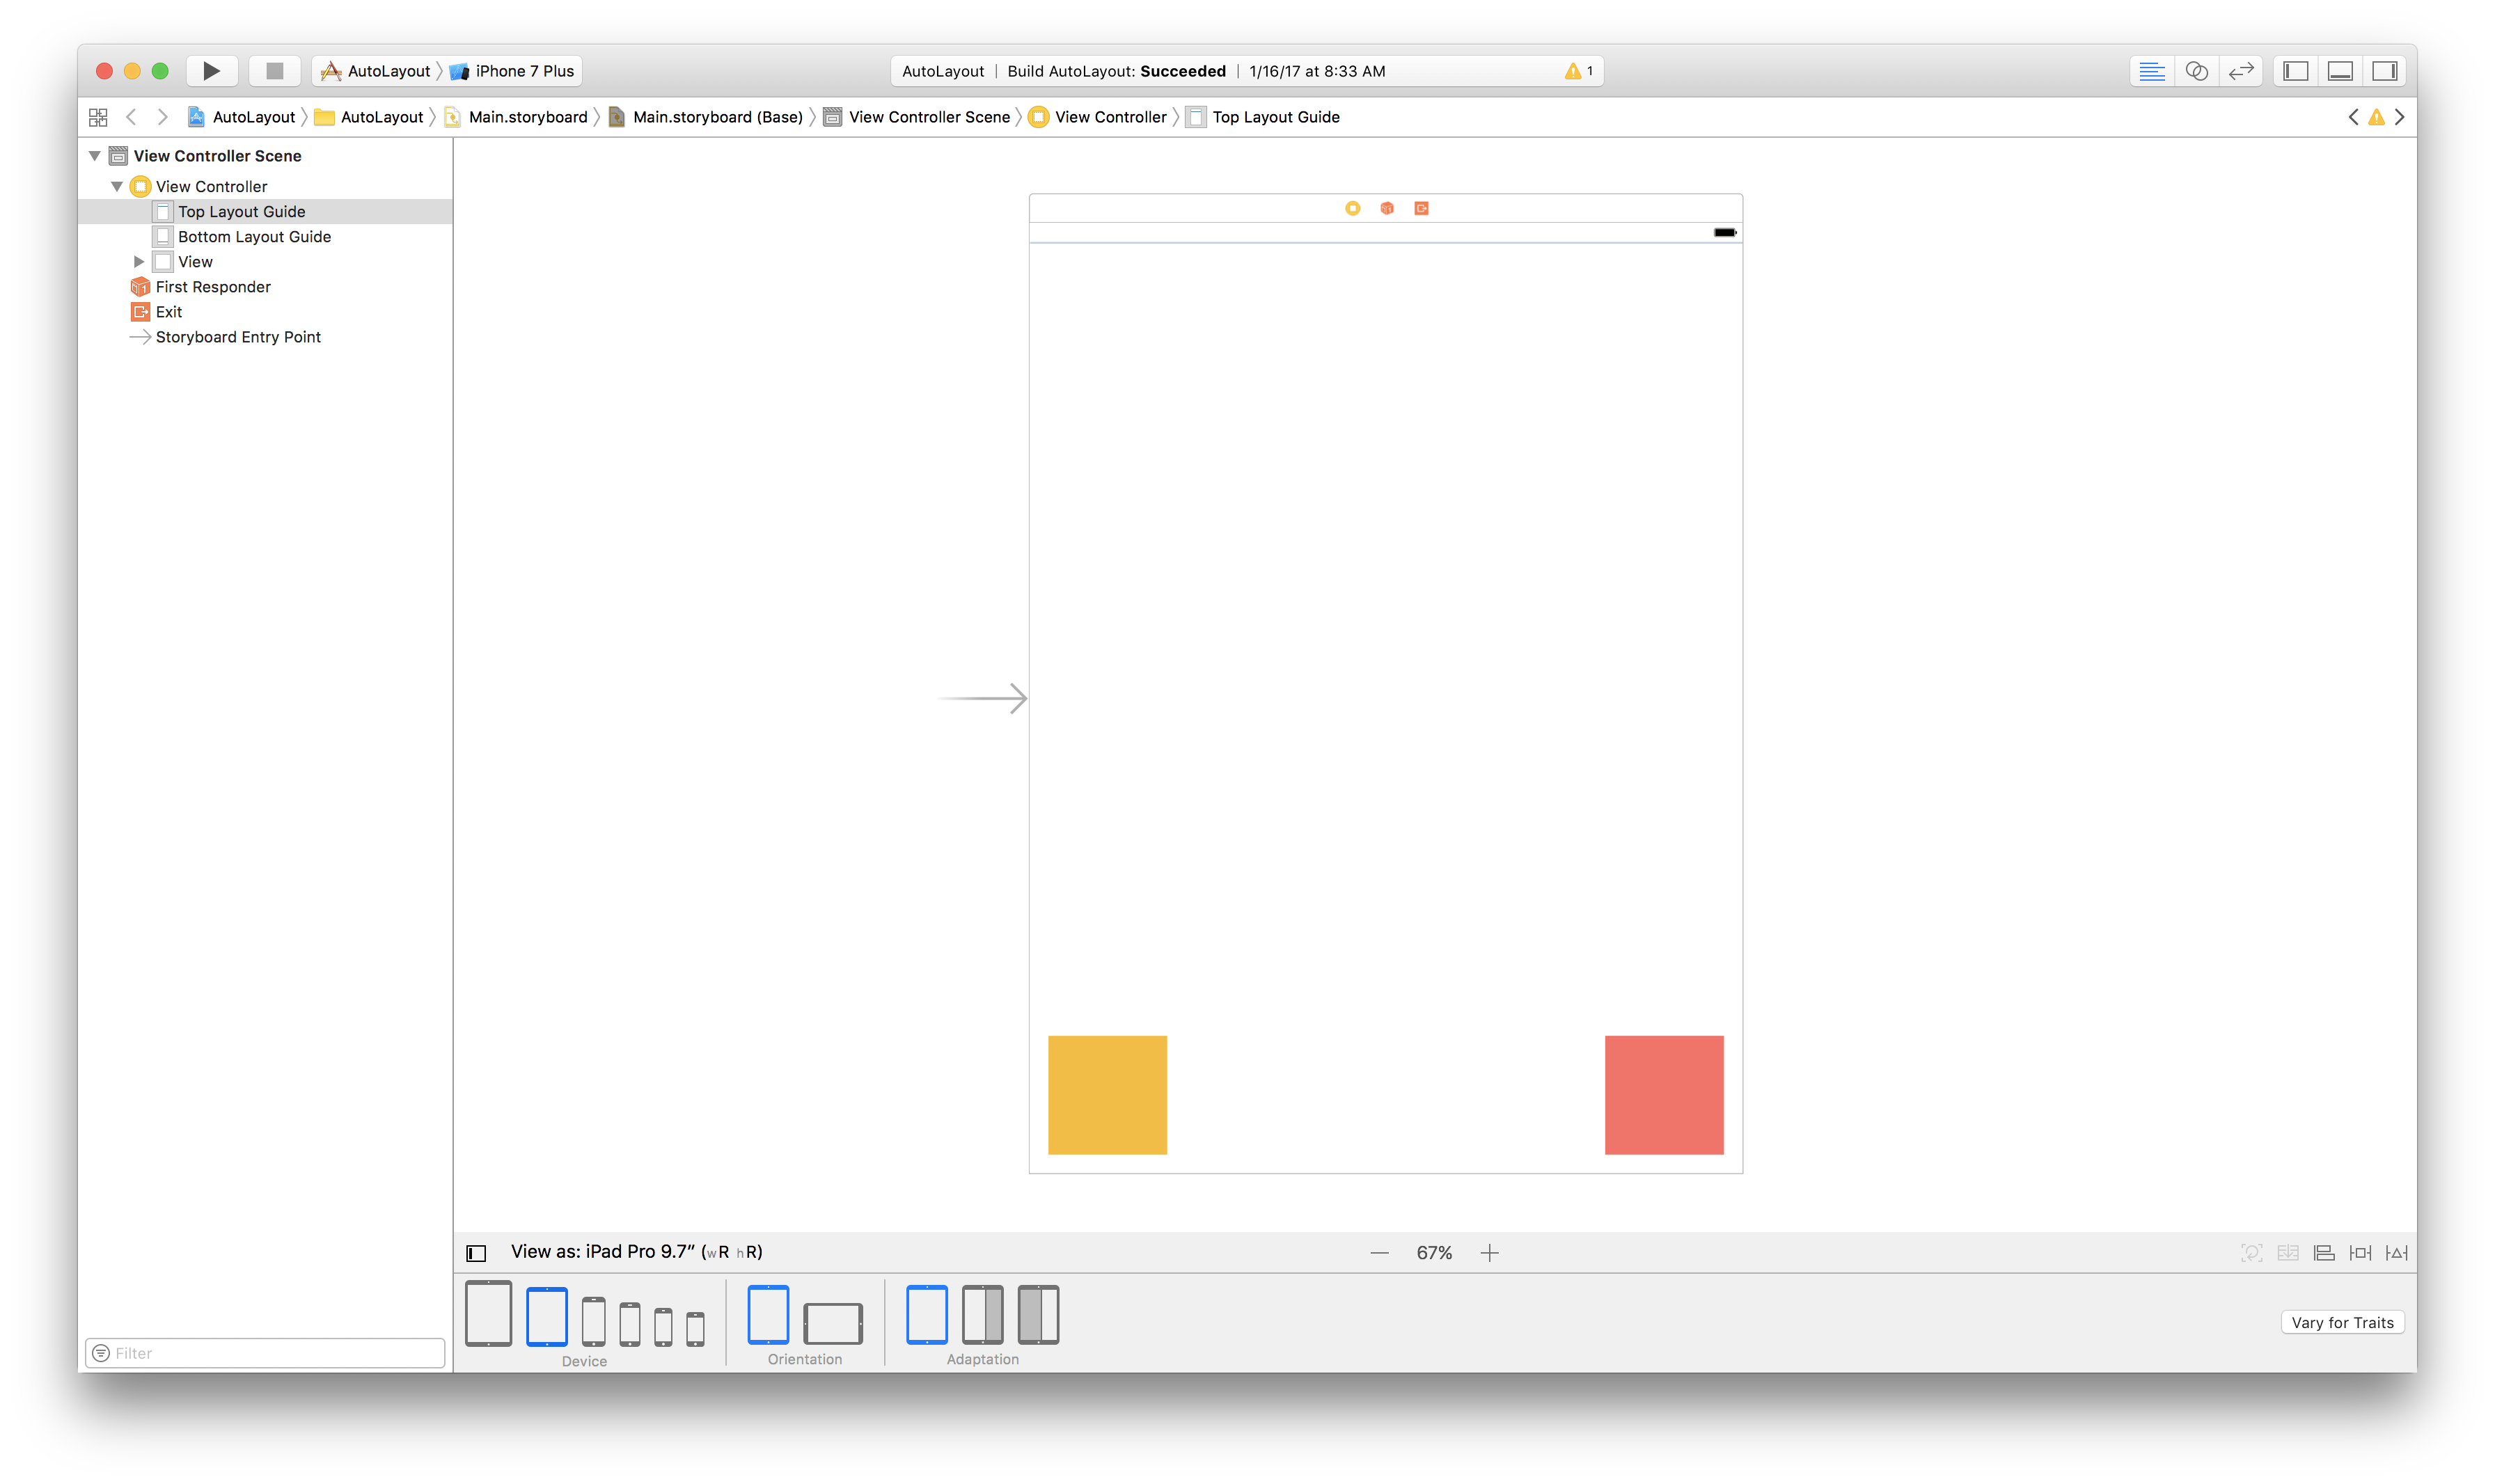 AutoLayout iPhone 7 Plus
AutoLayout | Build AutoLayout: Succeeded | 1/16/17 at 8:33 AM 1
AutoLayout AutoLayout Main.storyboard Main.storyboard (Base) View Controller Scene View Controller Top Layout Guide
View Controller Scene
View Controller
Top Layout Guide
Bottom Layout Guide
View
First Responder
Exit
Storyboard Entry Point
View as: iPad Pro 9.7” (wR hR) 67%
Vary for Traits
Filter
Device Orientation Adaptation